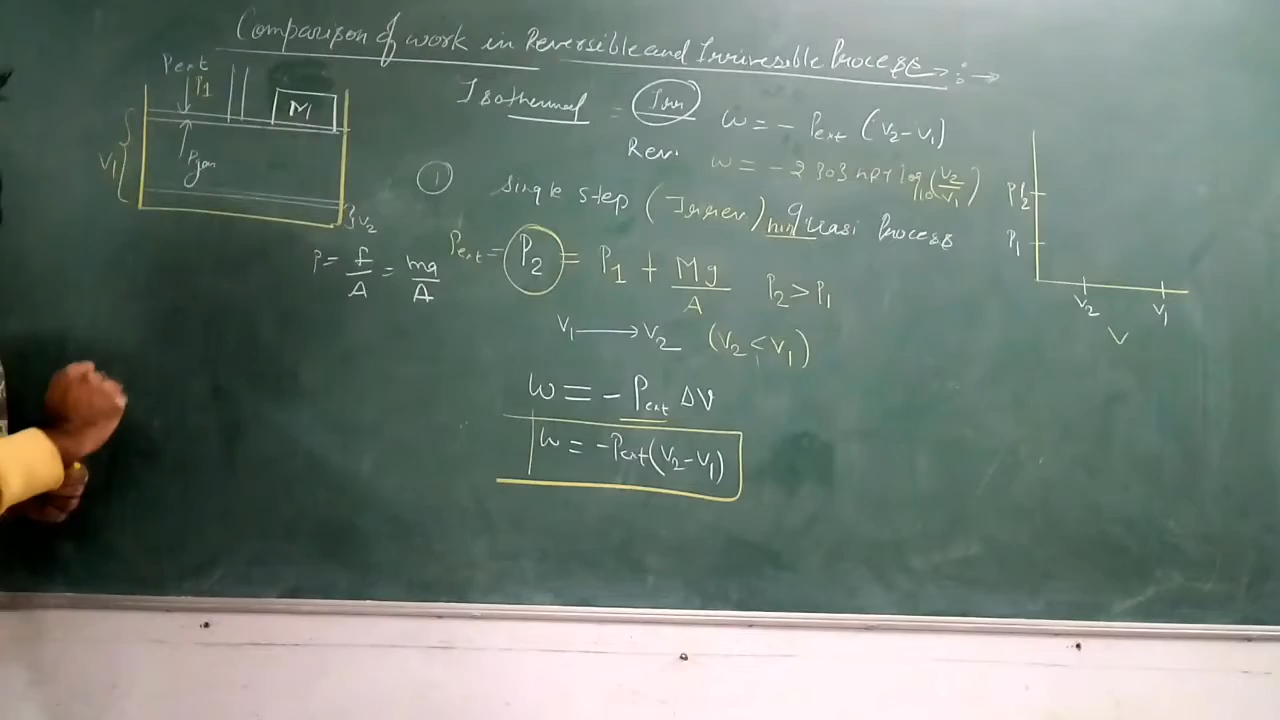 Comparison of work in Reversible and Irriversible Process :→
Pext
P1
M
V1
Pgas
}V2
Isothermal = Irr W = - Pext (V2-V1)
Rev. W = - 2 303 nRT log10 (V2/V1)
① Single step (Irrev) non quasi Process
P = f/A = mg/A
Pext = P2 = P1 + Mg/A P2 > P1
V1 → V2 (V2 < V1)
W = - Pext ΔV
W = -Pext(V2-V1)
P2
P1
V2 V1
V